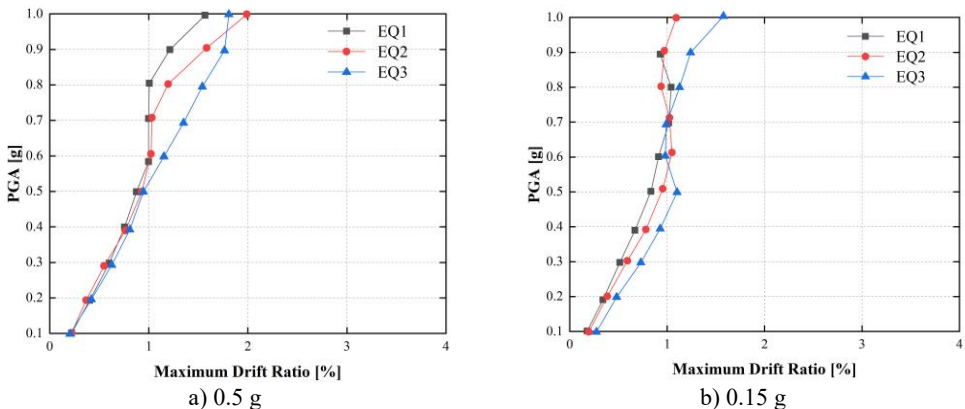 1.0
0.9
0.8
0.7
0.6
0.5
0.4
0.3
0.2
0.1
PGA [g]
EQ1
EQ2
EQ3
0 1 2 3 4
Maximum Drift Ratio [%]
a) 0.5 g
1.0
0.9
0.8
0.7
0.6
0.5
0.4
0.3
0.2
0.1
PGA [g]
EQ1
EQ2
EQ3
0 1 2 3 4
Maximum Drift Ratio [%]
b) 0.15 g